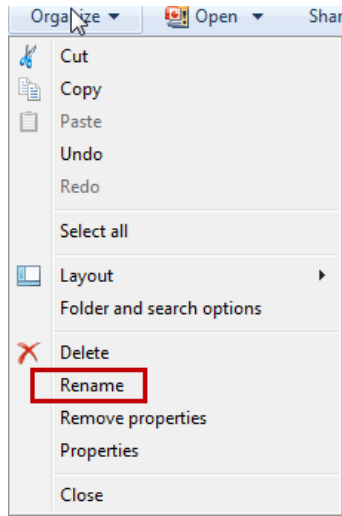 Organize Open Shar
Cut
Copy
Paste
Undo
Redo
Select all
Layout
Folder and search options
Delete
Rename
Remove properties
Properties
Close